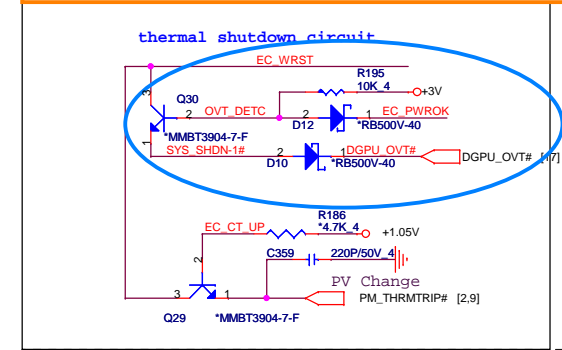 thermal shutdown circuit
EC_WRST
R195
10K_4
+3V
3
Q30
2
OVT_DETC
2
1
EC_PWROK
D12
*RB500V-40
*MMBT3904-7-F
1
SYS_SHDN-1#
2
1
DGPU_OVT#
DGPU_OVT# [17]
D10
*RB500V-40
R186
*4.7K_4
EC_CT_UP
+1.05V
C359
220P/50V_4
2
PV Change
3
1
PM_THRMTRIP# [2,9]
Q29
*MMBT3904-7-F